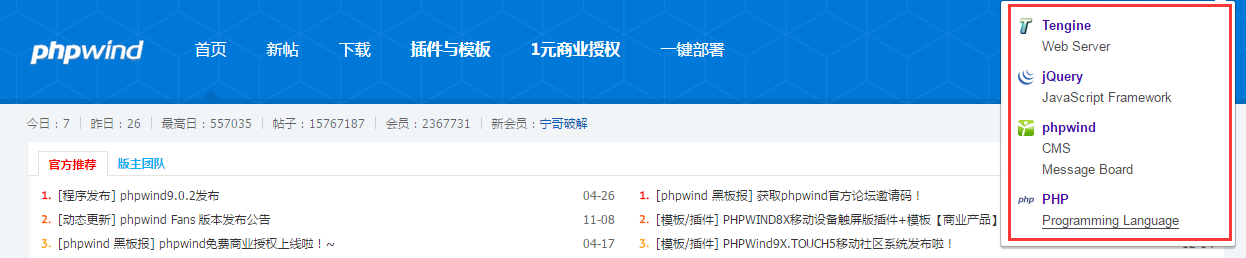 phpwind 首页 新帖 下载 插件与模板 1元商业授权 一键部署
今日：7 昨日：26 最高日：557035 帖子：15767187 会员：2367731 新会员：宁哥破解
官方推荐 版主团队
1. [程序发布] phpwind9.0.2发布 04-26
2. [动态更新] phpwind Fans 版本发布公告 11-08
3. [phpwind 黑板报] phpwind免费商业授权上线啦！~ 04-17
1. [phpwind 黑板报] 获取phpwind官方论坛邀请码！
2. [模板/插件] PHPWIND8X移动设备触屏版插件+模板【商业产品】
3. [模板/插件] PHPWind9X.TOUCH5移动社区系统发布啦！
Tengine
Web Server
jQuery
JavaScript Framework
phpwind
CMS
Message Board
php PHP
Programming Language